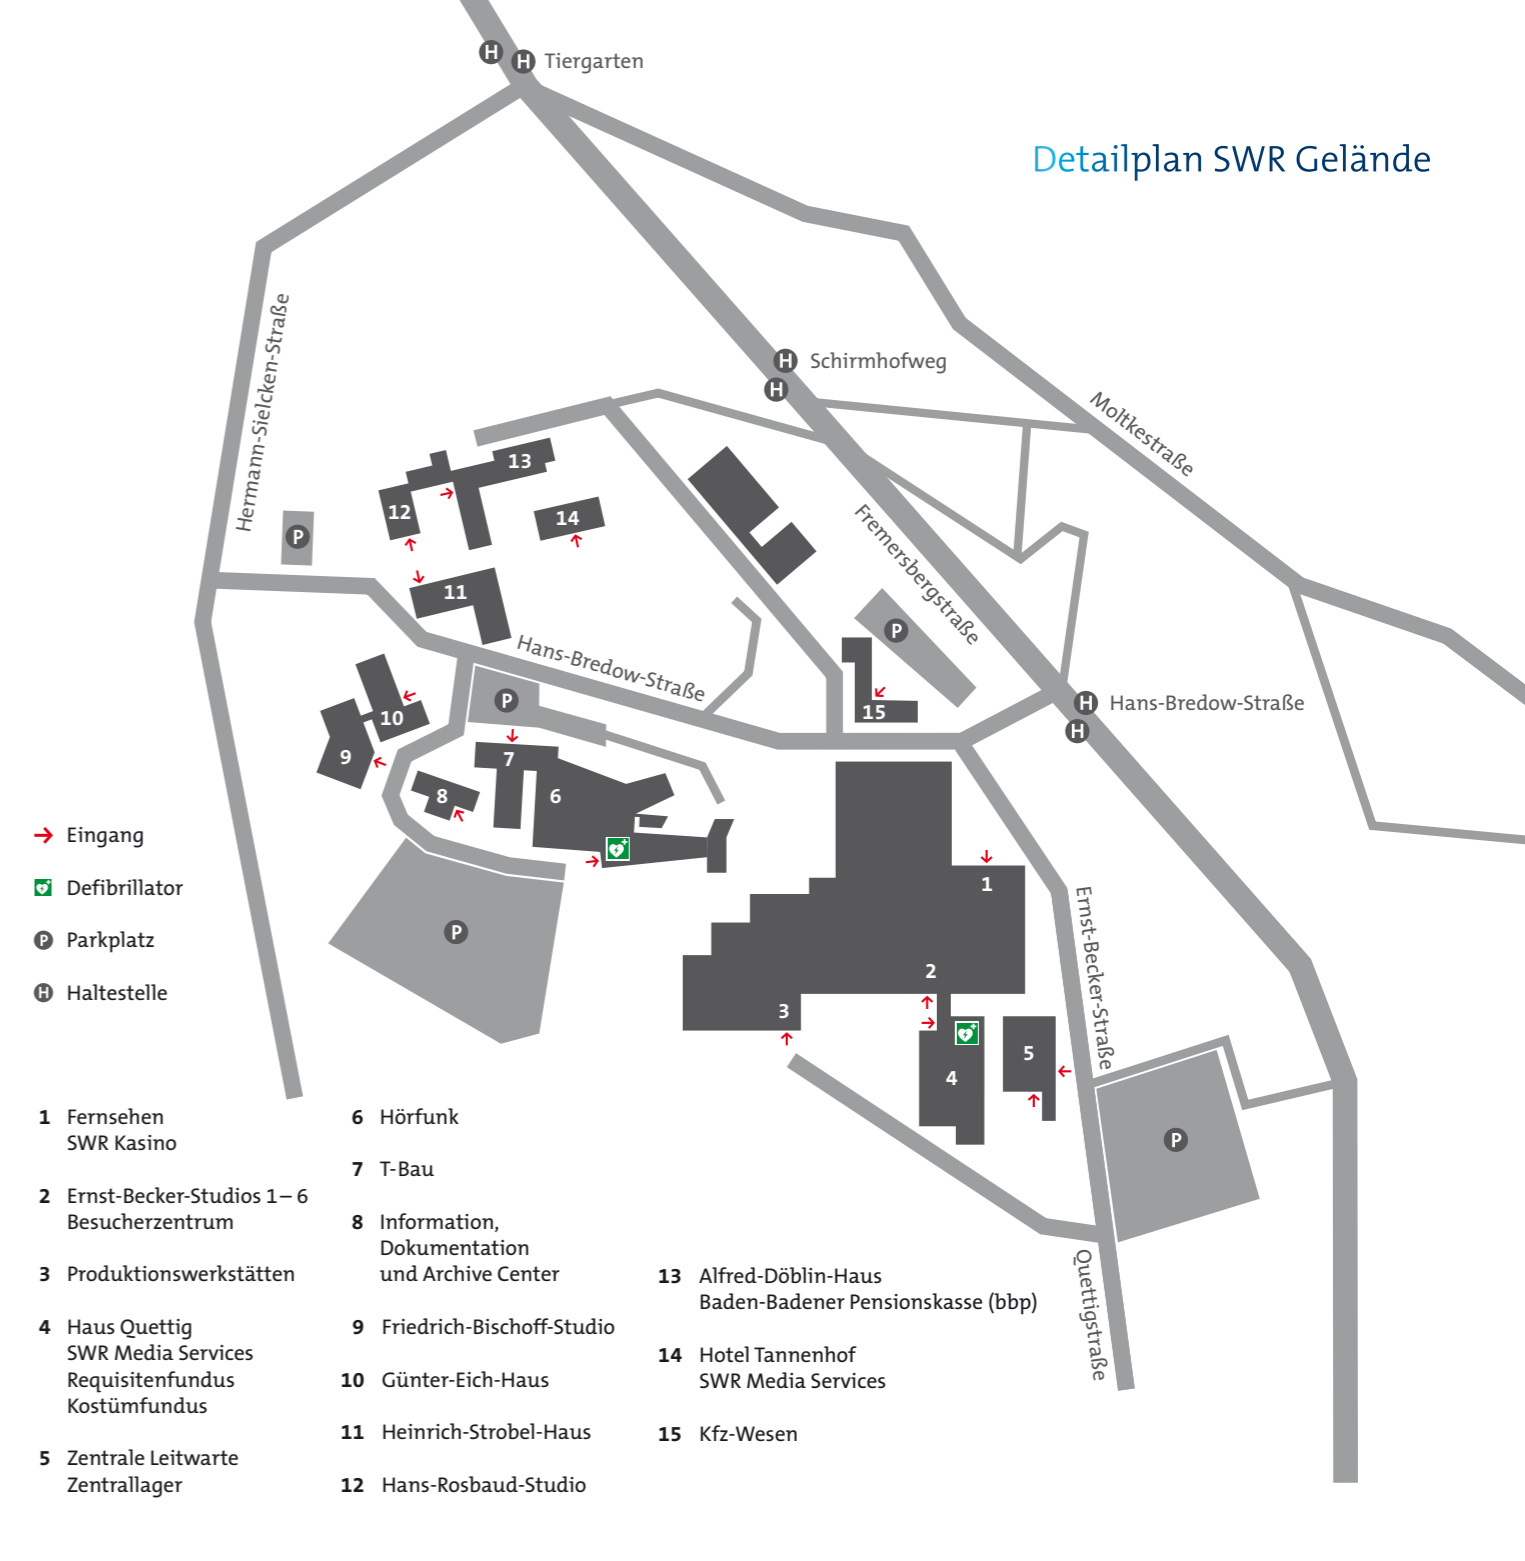 H
H
Tiergarten
Detailplan SWR Gelände
Hermann-Sielcken-Straße
H
Schirmhofweg
H
Moltkestraße
13
12
14
P
Fremersbergstraße
11
P
Hans-Bredow-Straße
P
10
15
H
Hans-Bredow-Straße
H
9
7
8
6
Eingang
Defibrillator
P
Parkplatz
H
Haltestelle
P
1
2
3
4
5
Ernst-Becker-Straße
P
Quettigstraße
1 Fernsehen
SWR Kasino
2 Ernst-Becker-Studios 1– 6
Besucherzentrum
3 Produktionswerkstätten
4 Haus Quettig
SWR Media Services
Requisitenfundus
Kostümfundus
5 Zentrale Leitwarte
Zentrallager
6 Hörfunk
7 T-Bau
8 Information,
Dokumentation
und Archive Center
9 Friedrich-Bischoff-Studio
10 Günter-Eich-Haus
11 Heinrich-Strobel-Haus
12 Hans-Rosbaud-Studio
13 Alfred-Döblin-Haus
Baden-Badener Pensionskasse (bbp)
14 Hotel Tannenhof
SWR Media Services
15 Kfz-Wesen